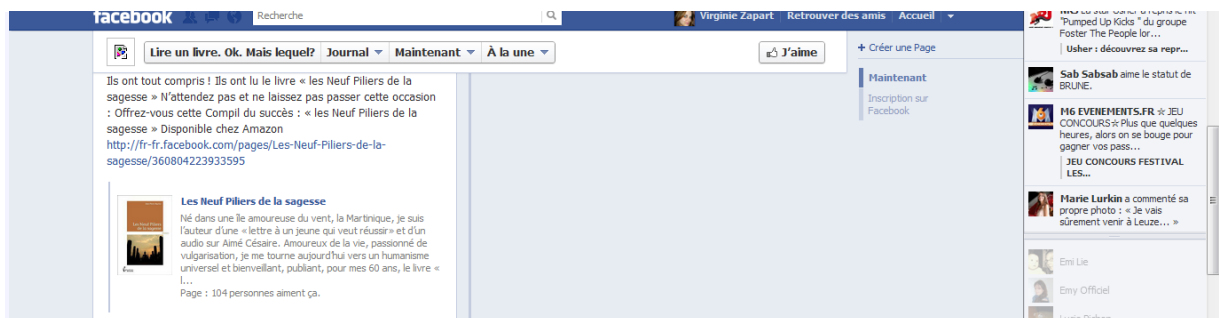 facebook
Recherche
Virginie Zapart Retrouver des amis Accueil
Lire un livre. Ok. Mais lequel? Journal Maintenant À la une
J'aime
Ils ont tout compris ! Ils ont lu le livre « les Neuf Piliers de la
sagesse » N'attendez pas et ne laissez pas passer cette occasion
: Offrez-vous cette Compil du succès : « les Neuf Piliers de la
sagesse » Disponible chez Amazon
http://fr-fr.facebook.com/pages/Les-Neuf-Piliers-de-la-
sagesse/360804223933595
Les Neuf Piliers
de la sagesse
Les Neuf Piliers de la sagesse
Né dans une île amoureuse du vent, la Martinique, je suis
l'auteur d'une «lettre à un jeune qui veut réussir» et d'un
audio sur Aimé Césaire. Amoureux de la vie, passionné de
vulgarisation, je me tourne aujourd'hui vers un humanisme
universel et bienveillant, publiant, pour mes 60 ans, le livre «
l...
Page : 104 personnes aiment ça.
+ Créer une Page
Maintenant
Inscription sur
Facebook
"Pumped Up Kicks " du groupe
Foster The People lor...
Usher : découvrez sa repr...
Sab Sabsab aime le statut de
BRUNE.
M6 EVENEMENTS.FR ☆ JEU
CONCOURS☆ Plus que quelques
heures, alors on se bouge pour
gagner vos pass...
JEU CONCOURS FESTIVAL
LES...
Marie Lurkin a commenté sa
propre photo : « Je vais
sûrement venir à Leuze... »
Emi Lie
Emy Officiel